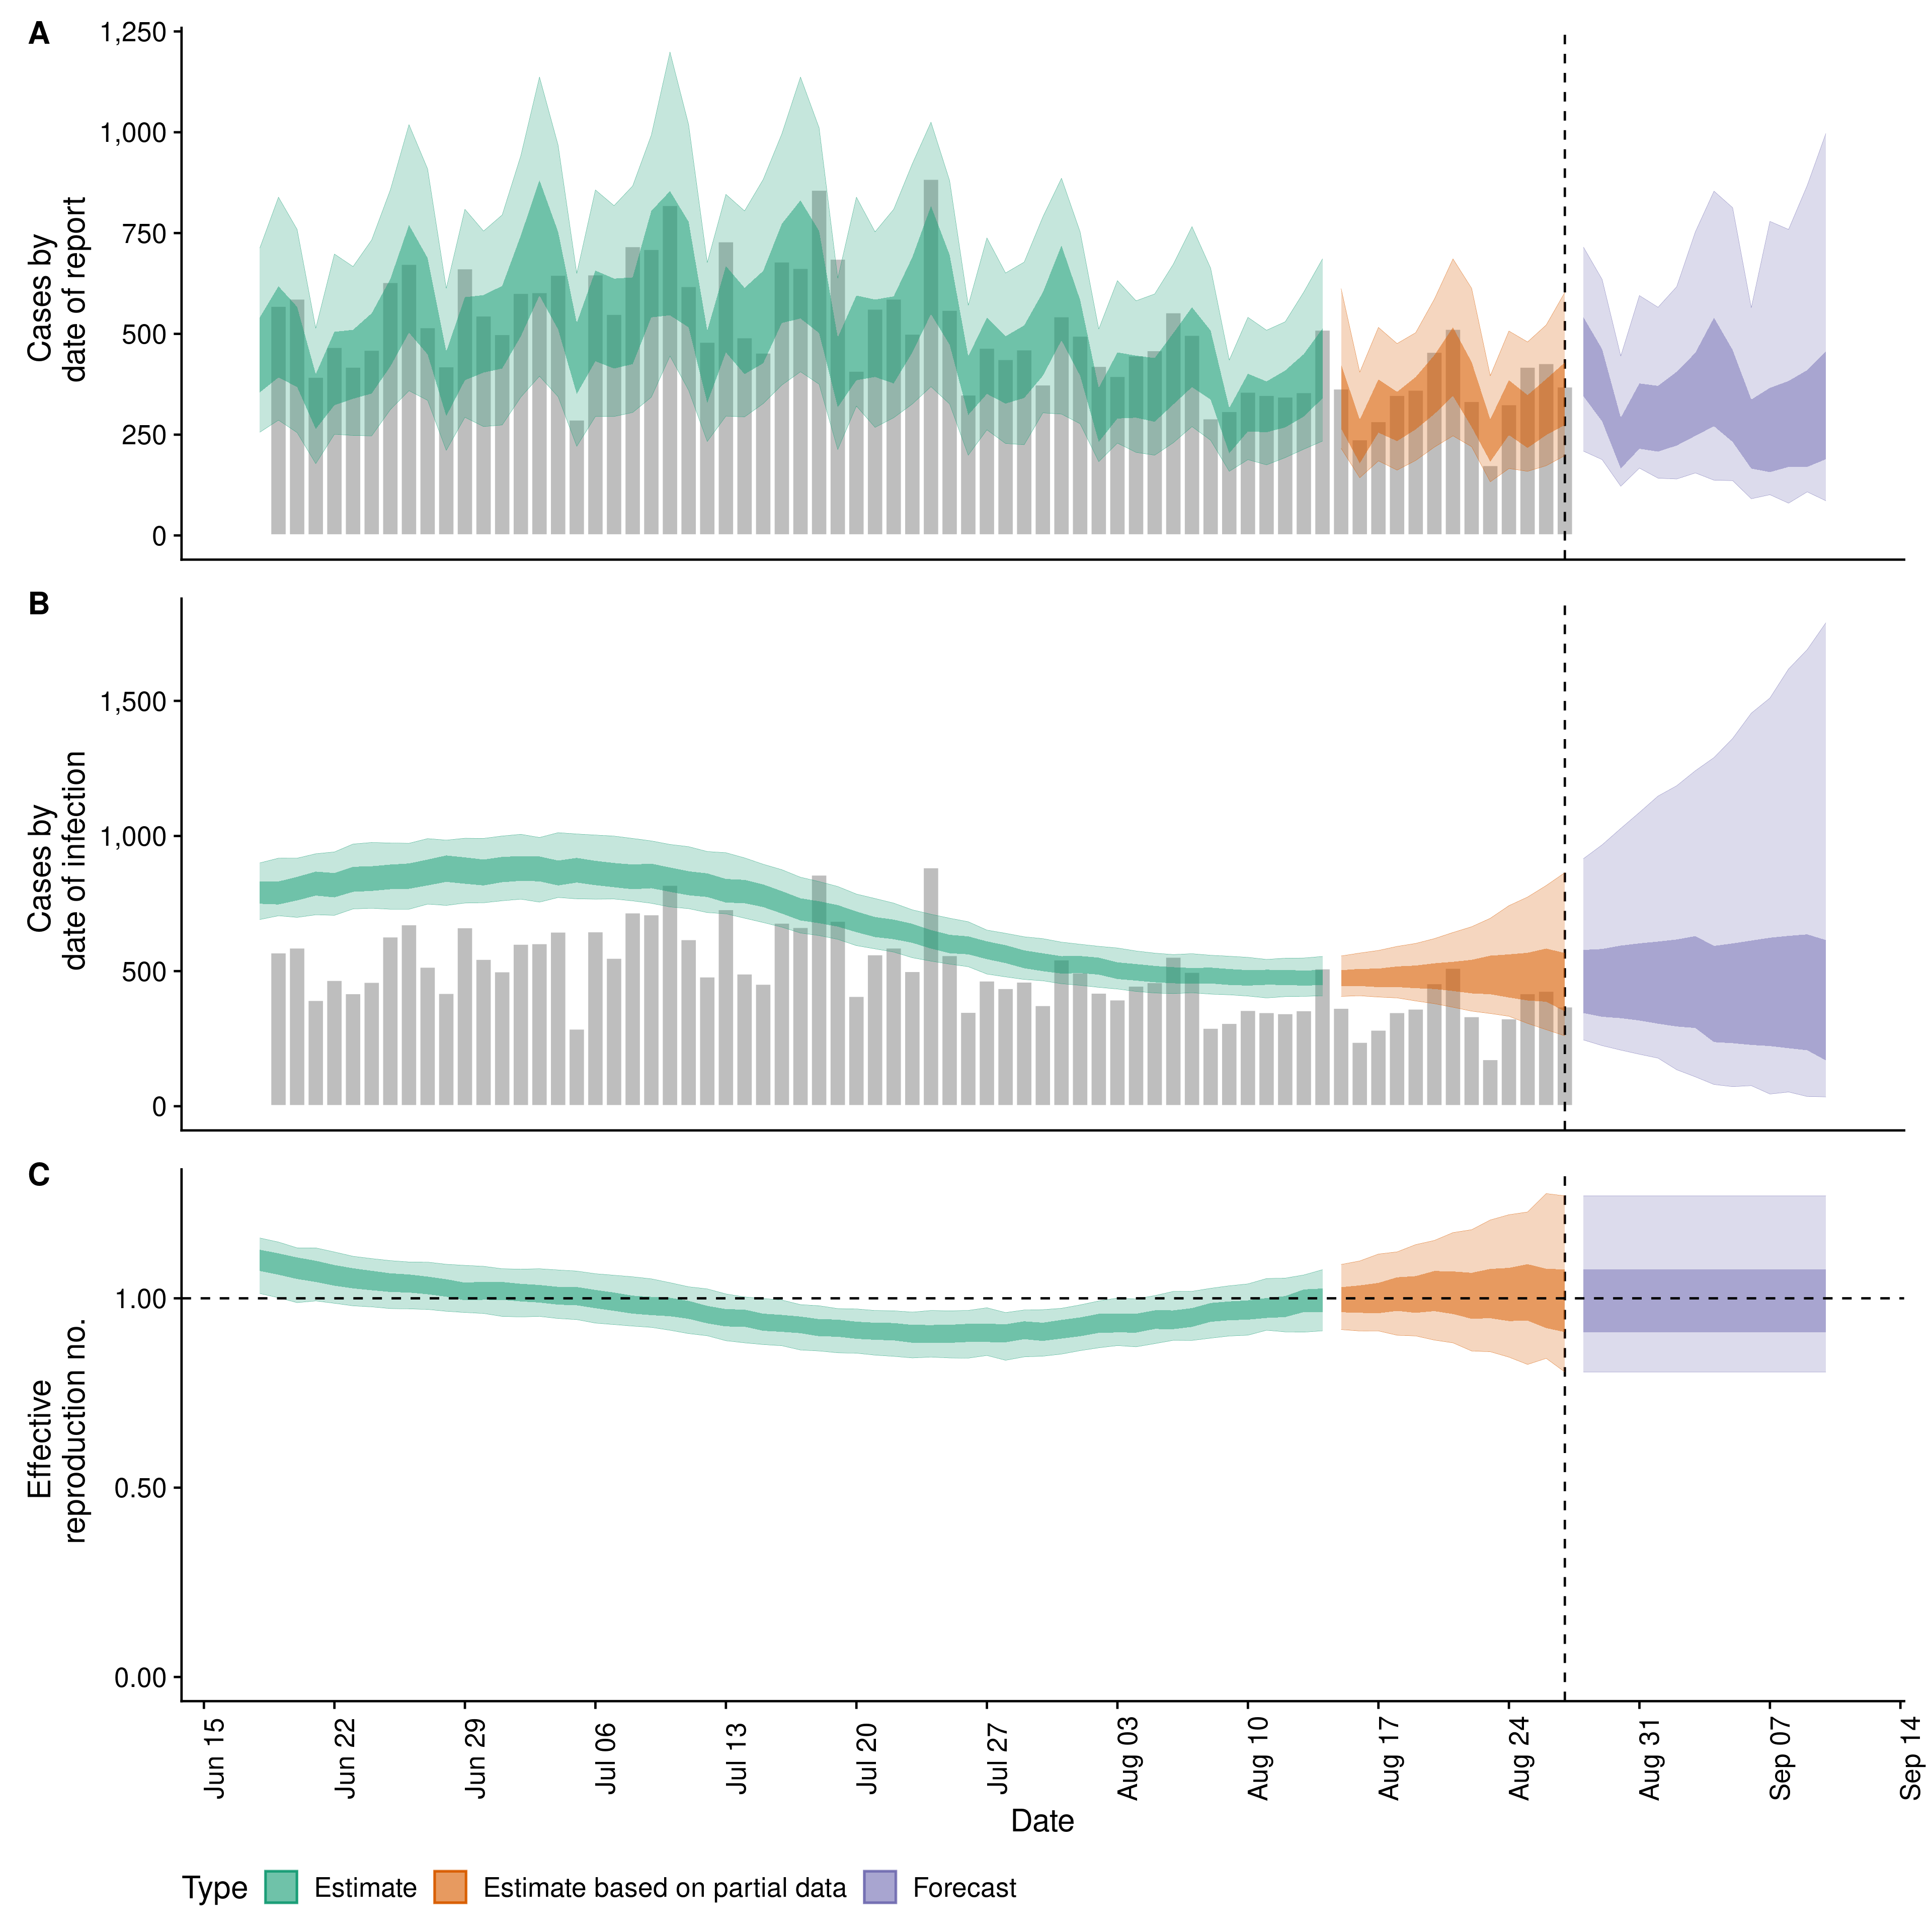 A
Cases by
date of report
1,250
1,000
750
500
250
0
B
Cases by
date of infection
1,500
1,000
500
0
C
Effective
reproduction no.
1.00
0.50
0.00
Jun 15
Jun 22
Jun 29
Jul 06
Jul 13
Jul 20
Jul 27
Aug 03
Aug 10
Aug 17
Aug 24
Aug 31
Sep 07
Sep 14
Date
Type Estimate Estimate based on partial data Forecast